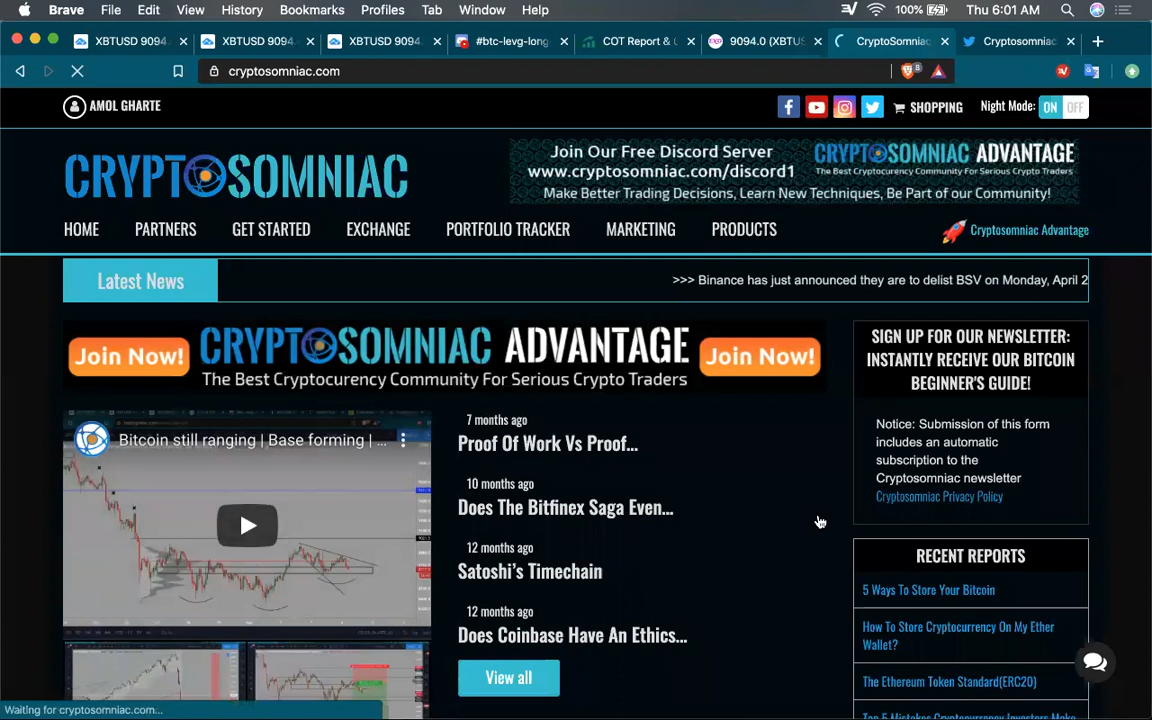 Brave File Edit View History Bookmarks Profiles Tab Window Help 100% Thu 6:01 AM
XBTUSD 9094. XBTUSD 9094. XBTUSD 9094. #btc-levg-long COT Report & 9094.0 (XBTUS CryptoSomniac Cryptosomniac
cryptosomniac.com 8
AMOL GHARTE SHOPPING Night Mode: ON OFF
CRYPTOSOMNIAC
Join Our Free Discord Server
www.cryptosomniac.com/discord1
CRYPTOSOMNIAC ADVANTAGE
The Best Cryptocurency Community For Serious Crypto Traders
Make Better Trading Decisions, Learn New Techniques, Be Part of our Community!
HOME PARTNERS GET STARTED EXCHANGE PORTFOLIO TRACKER MARKETING PRODUCTS Cryptosomniac Advantage
Latest News >>> Binance has just announced they are to delist BSV on Monday, April 2
Join Now! CRYPTOSOMNIAC ADVANTAGE Join Now!
The Best Cryptocurency Community For Serious Crypto Traders
Bitcoin still ranging | Base forming | ...
7 months ago
Proof Of Work Vs Proof...
10 months ago
Does The Bitfinex Saga Even...
12 months ago
Satoshi's Timechain
12 months ago
Does Coinbase Have An Ethics...
View all
SIGN UP FOR OUR NEWSLETTER:
INSTANTLY RECEIVE OUR BITCOIN
BEGINNER'S GUIDE!
Notice: Submission of this form
includes an automatic
subscription to the
Cryptosomniac newsletter
Cryptosomniac Privacy Policy
RECENT REPORTS
5 Ways To Store Your Bitcoin
How To Store Cryptocurrency On My Ether
Wallet?
The Ethereum Token Standard(ERC20)
Top 5 Mistakes Cryptocurrency Investors Make
Waiting for cryptosomniac.com...